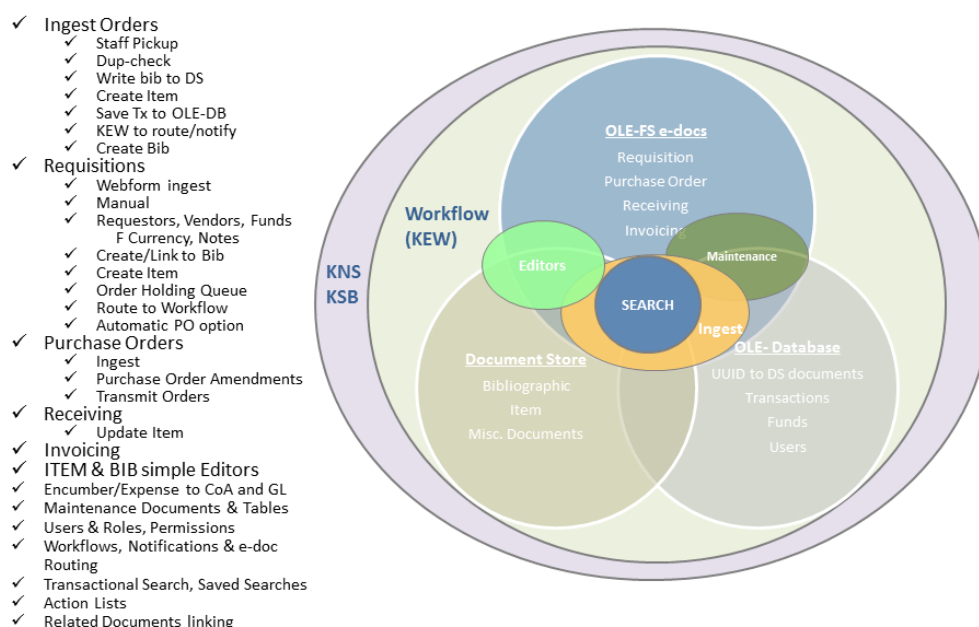 ✓ Ingest Orders
✓ Staff Pickup
✓ Dup-check
✓ Write bib to DS
✓ Create Item
✓ Save Tx to OLE-DB
✓ KEW to route/notify
✓ Create Bib
✓ Requisitions
✓ Webform ingest
✓ Manual
✓ Requestors, Vendors, Funds
F Currency, Notes
✓ Create/Link to Bib
✓ Create Item
✓ Order Holding Queue
✓ Route to Workflow
✓ Automatic PO option
✓ Purchase Orders
✓ Ingest
✓ Purchase Order Amendments
✓ Transmit Orders
✓ Receiving
✓ Update Item
✓ Invoicing
✓ ITEM & BIB simple Editors
✓ Encumber/Expense to CoA and GL
✓ Maintenance Documents & Tables
✓ Users & Roles, Permissions
✓ Workflows, Notifications & e-doc
Routing
✓ Transactional Search, Saved Searches
✓ Action Lists
✓ Related Documents linking
KNS
KSB
Workflow
(KEW)
OLE-FS e-docs
Requisition
Purchase Order
Receiving
Invoicing
Editors
Maintenance
SEARCH
Ingest
Document Store
Bibliographic
Item
Misc. Documents
OLE- Database
UUID to DS documents
Transactions
Funds
Users